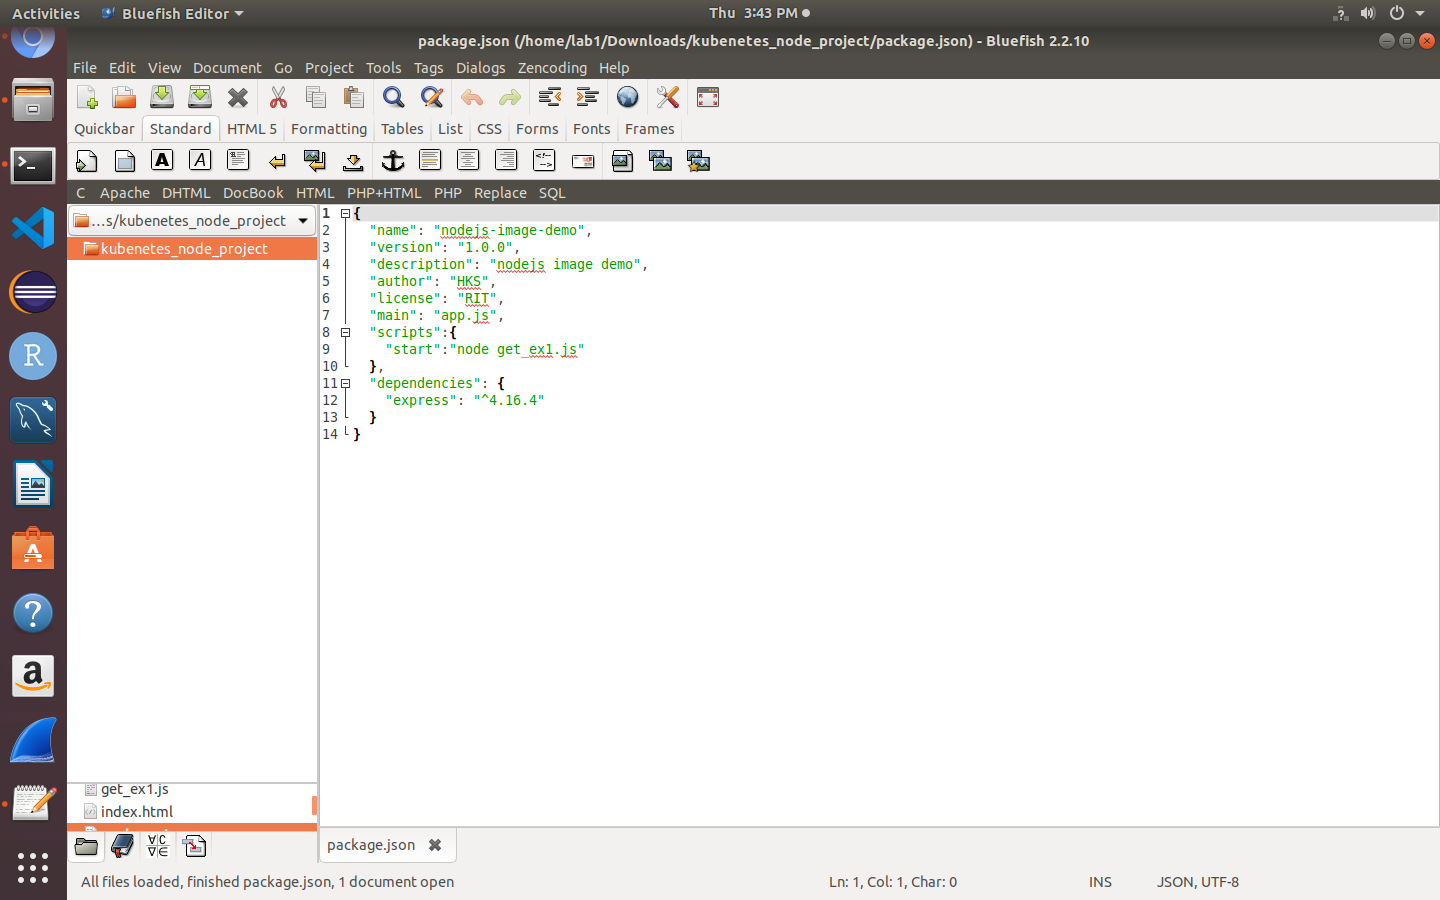 Activities Bluefish Editor Thu 3:43 PM
package.json (/home/lab1/Downloads/kubenetes_node_project/package.json) - Bluefish 2.2.10
File Edit View Document Go Project Tools Tags Dialogs Zencoding Help
Quickbar Standard HTML 5 Formatting Tables List CSS Forms Fonts Frames
C Apache DHTML DocBook HTML PHP+HTML PHP Replace SQL
...s/kubenetes_node_project
kubenetes_node_project
1 {
2 "name": "nodejs-image-demo",
3 "version": "1.0.0",
4 "description": "nodejs image demo",
5 "author": "HKS",
6 "license": "RIT",
7 "main": "app.js",
8 "scripts":{
9 "start":"node get_ex1.js"
10 },
11 "dependencies": {
12 "express": "^4.16.4"
13 }
14 }
get_ex1.js
index.html
package.json
All files loaded, finished package.json, 1 document open Ln: 1, Col: 1, Char: 0 INS JSON, UTF-8